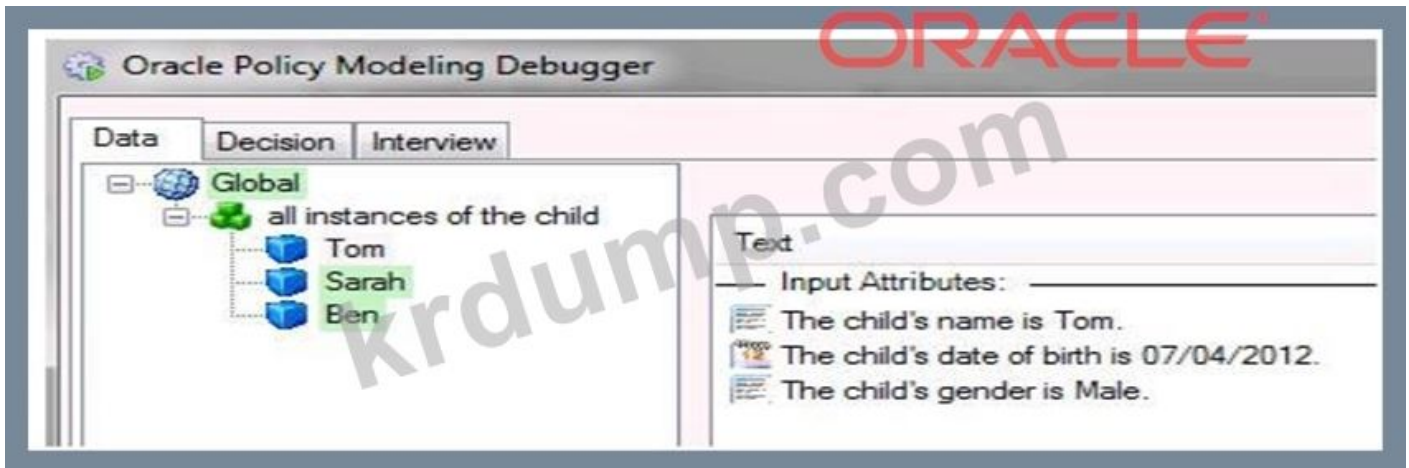 ORACLE
Oracle Policy Modeling Debugger
Data Decision Interview
Global
all instances of the child
Tom
Sarah
Ben
Text
Input Attributes:
The child's name is Tom.
The child's date of birth is 07/04/2012.
The child's gender is Male.
krdump.com